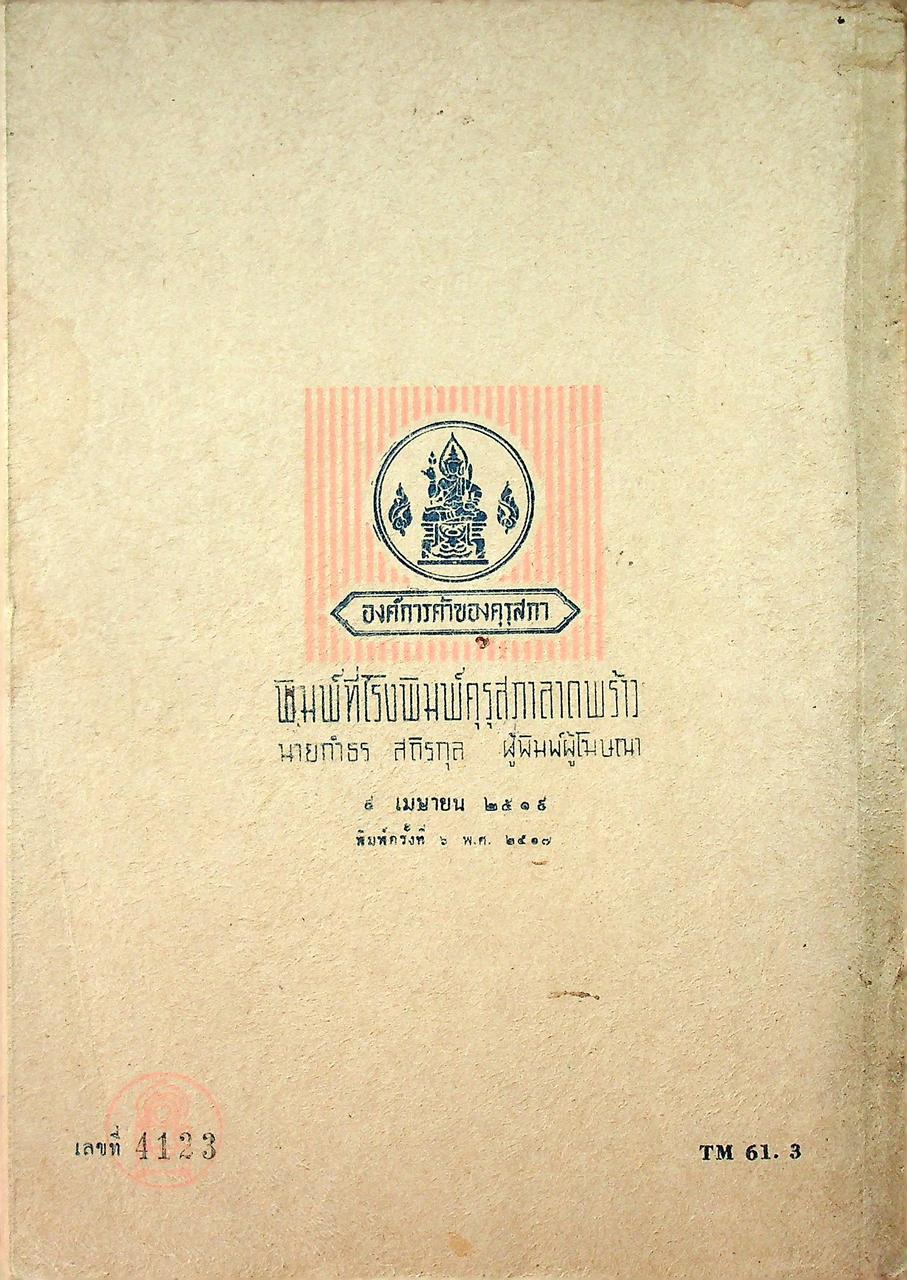 องค์การค้าของคุรุสภา
พิมพ์ที่โรงพิมพ์คุรุสภาลาดพร้าว
นายกำธร สถิรกุล ผู้พิมพ์ผู้โฆษณา
๙ เมษายน ๒๕๑๙
พิมพ์ครั้งที่ ๖ พ.ศ. ๒๕๑๗
เลขที่ 4123
TM 61. 3